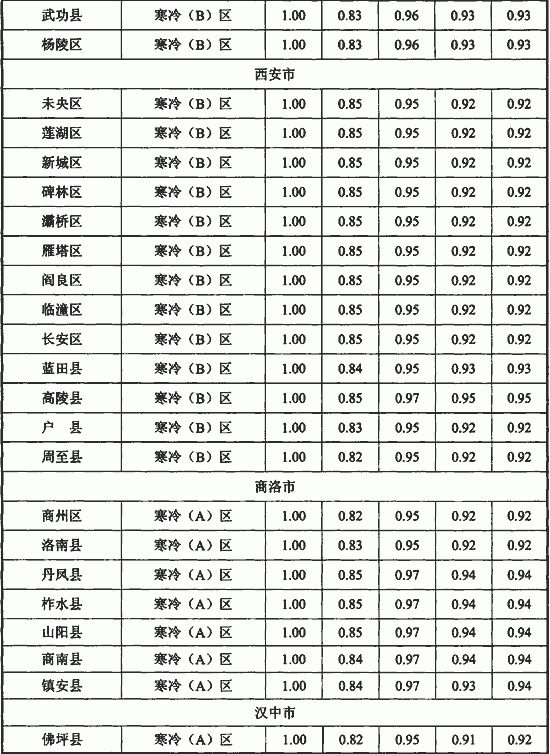 武功县 寒冷（B）区 1.00 0.83 0.96 0.93 0.93
杨陵区 寒冷（B）区 1.00 0.83 0.96 0.93 0.93
西安市
未央区 寒冷（B）区 1.00 0.85 0.95 0.92 0.92
莲湖区 寒冷（B）区 1.00 0.85 0.95 0.92 0.92
新城区 寒冷（B）区 1.00 0.85 0.95 0.92 0.92
碑林区 寒冷（B）区 1.00 0.85 0.95 0.92 0.92
灞桥区 寒冷（B）区 1.00 0.85 0.95 0.92 0.92
雁塔区 寒冷（B）区 1.00 0.85 0.95 0.92 0.92
阎良区 寒冷（B）区 1.00 0.85 0.95 0.92 0.92
临潼区 寒冷（B）区 1.00 0.85 0.95 0.92 0.92
长安区 寒冷（B）区 1.00 0.85 0.95 0.92 0.92
蓝田县 寒冷（B）区 1.00 0.84 0.95 0.93 0.93
高陵县 寒冷（B）区 1.00 0.85 0.97 0.95 0.95
户 县 寒冷（B）区 1.00 0.83 0.95 0.92 0.92
周至县 寒冷（B）区 1.00 0.82 0.95 0.92 0.92
商洛市
商州区 寒冷（A）区 1.00 0.82 0.95 0.92 0.92
洛南县 寒冷（A）区 1.00 0.83 0.95 0.92 0.92
丹凤县 寒冷（A）区 1.00 0.85 0.97 0.94 0.94
柞水县 寒冷（A）区 1.00 0.85 0.97 0.94 0.94
山阳县 寒冷（A）区 1.00 0.85 0.97 0.94 0.94
商南县 寒冷（A）区 1.00 0.84 0.97 0.94 0.94
镇安县 寒冷（A）区 1.00 0.84 0.97 0.93 0.94
汉中市
佛坪县 寒冷（A）区 1.00 0.82 0.95 0.91 0.92